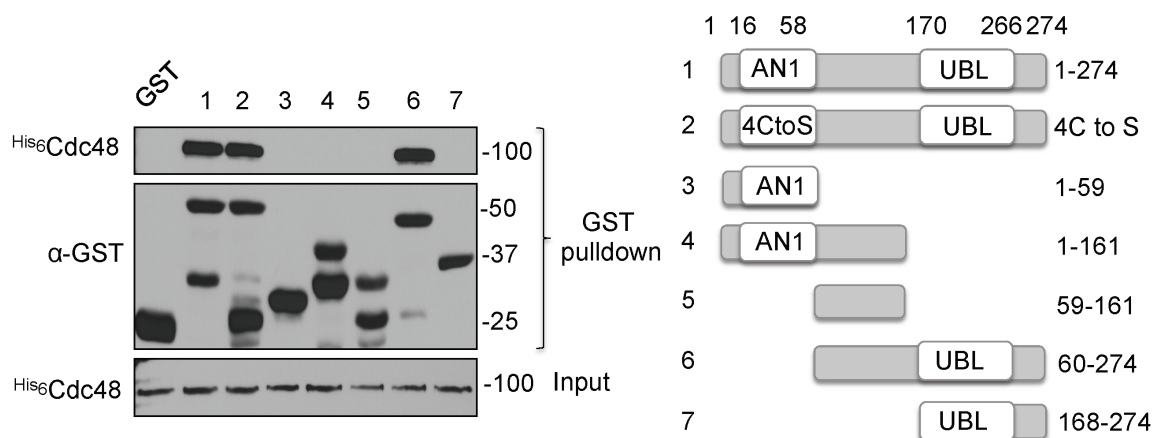 GST 1 2 3 4 5 6 7
His6Cdc48 -100
α-GST -50
-37
-25
GST
pulldown
His6Cdc48 -100 Input
1 16 58 170 266 274
1 AN1 UBL 1-274
2 4CtoS UBL 4C to S
3 AN1 1-59
4 AN1 1-161
5 59-161
6 UBL 60-274
7 UBL 168-274